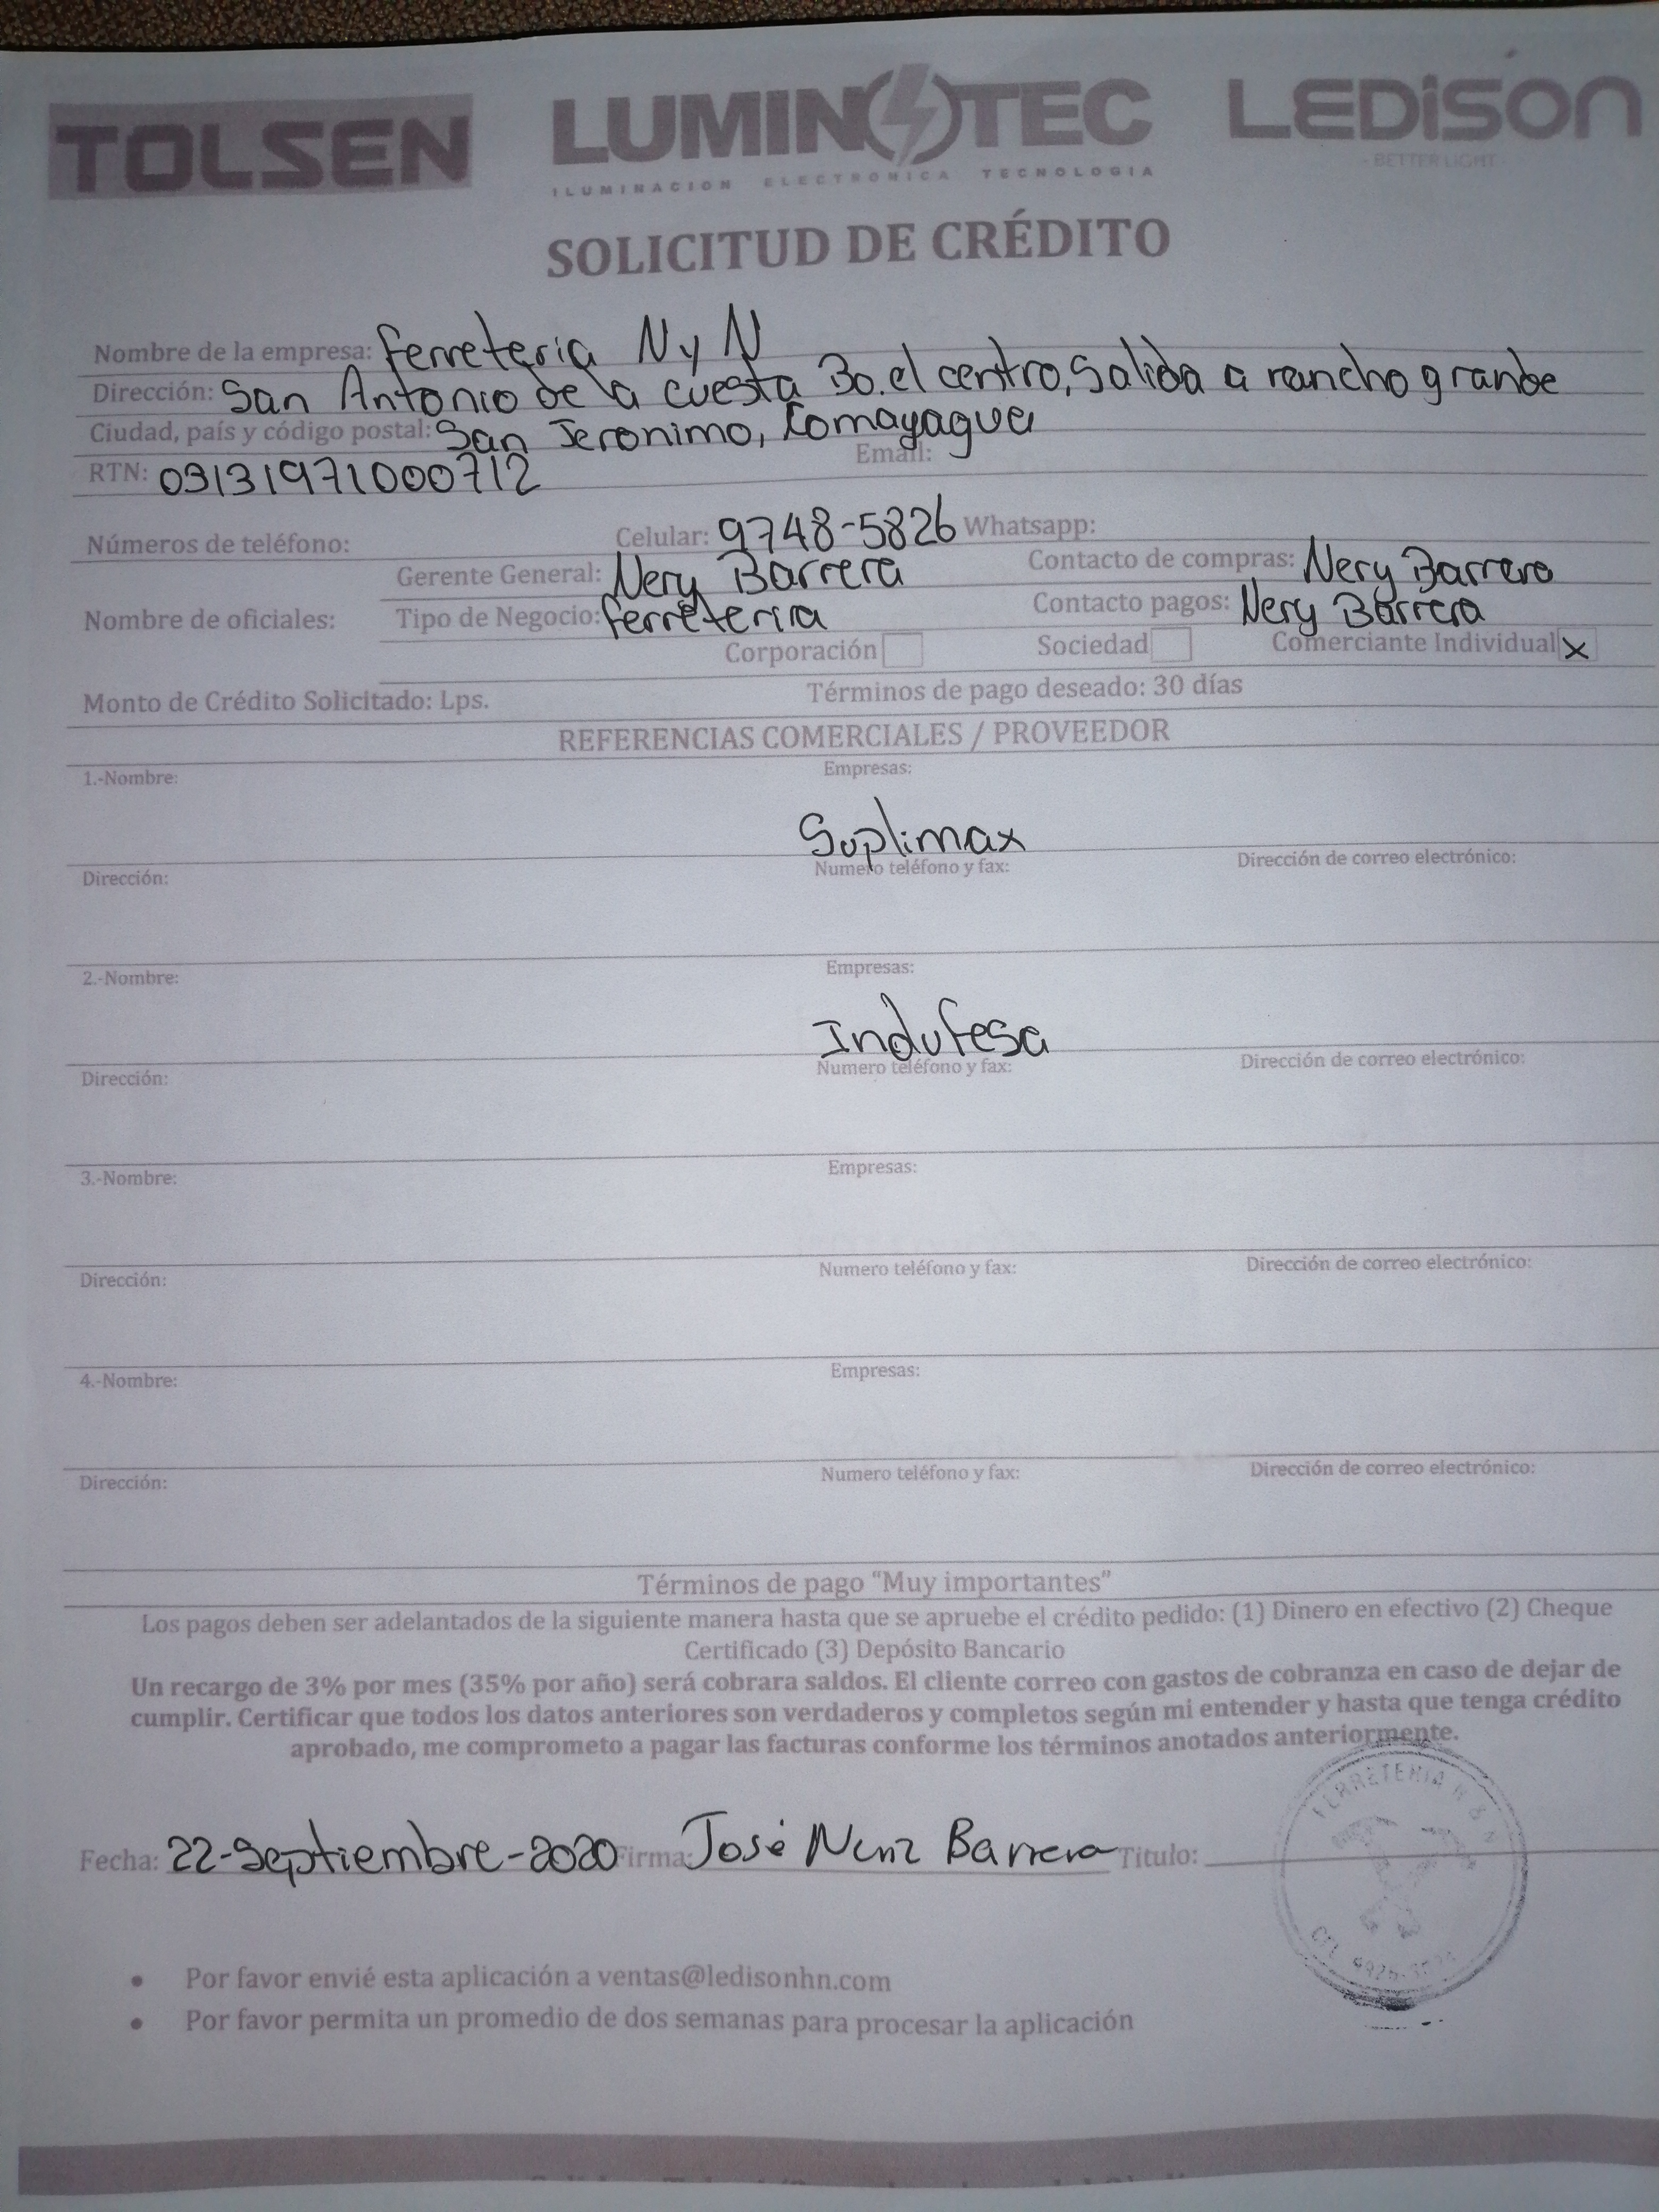 TOLSEN LUMINOTEC LEDiSON
ILUMINACION ELECTRONICA TECNOLOGIA - BETTER LIGHT -
SOLICITUD DE CRÉDITO
Nombre de la empresa: ferreteria N y N
Dirección: San Antonio de la cuesta Bo. el centro, Salida a rancho grande
Ciudad, país y código postal: San Jeronimo, Comayagua
RTN: 03131971000712 Email:
Números de teléfono: Celular: 9748-5826 Whatsapp:
Gerente General: Nery Barrera Contacto de compras: Nery Barrera
Nombre de oficiales: Tipo de Negocio: ferreteria Contacto pagos: Nery Barrera
Corporación Sociedad Comerciante Individual x
Monto de Crédito Solicitado: Lps. Términos de pago deseado: 30 días
REFERENCIAS COMERCIALES / PROVEEDOR
1.-Nombre: Empresas:
Suplimax
Dirección: Numero teléfono y fax: Dirección de correo electrónico:
2.-Nombre: Empresas:
Indufesa
Dirección: Numero teléfono y fax: Dirección de correo electrónico:
3.-Nombre: Empresas:
Dirección: Numero teléfono y fax: Dirección de correo electrónico:
4.-Nombre: Empresas:
Dirección: Numero teléfono y fax: Dirección de correo electrónico:
Términos de pago “Muy importantes”
Los pagos deben ser adelantados de la siguiente manera hasta que se apruebe el crédito pedido: (1) Dinero en efectivo (2) Cheque
Certificado (3) Depósito Bancario
Un recargo de 3% por mes (35% por año) será cobrara saldos. El cliente correo con gastos de cobranza en caso de dejar de
cumplir. Certificar que todos los datos anteriores son verdaderos y completos según mi entender y hasta que tenga crédito
aprobado, me comprometo a pagar las facturas conforme los términos anotados anteriormente.
FERRETERIA N & N
Fecha: 22-Septiembre-2020 Firma: José Barrera Titulo:
CEL.
• Por favor envié esta aplicación a ventas@ledisonhn.com
• Por favor permita un promedio de dos semanas para procesar la aplicación